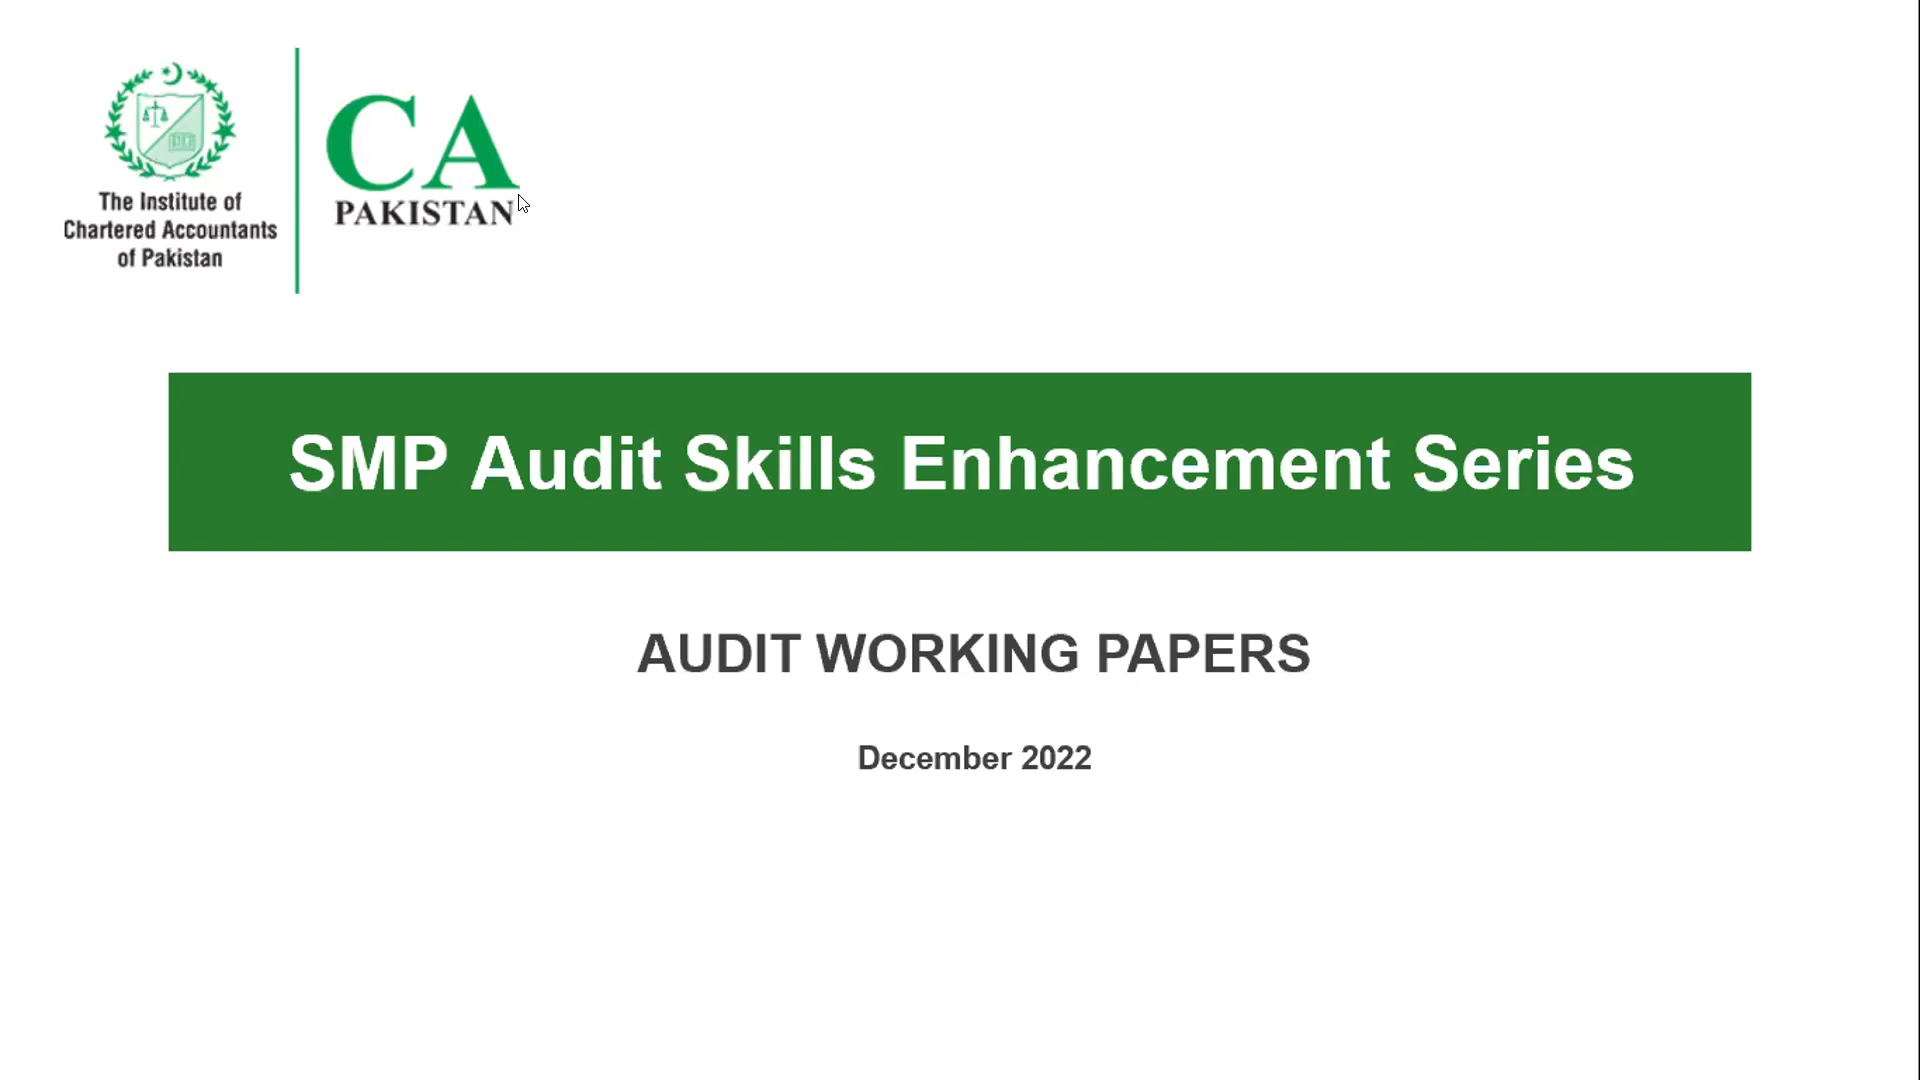 The Institute of
Chartered Accountants
of Pakistan
CA
PAKISTAN
SMP Audit Skills Enhancement Series
AUDIT WORKING PAPERS
December 2022